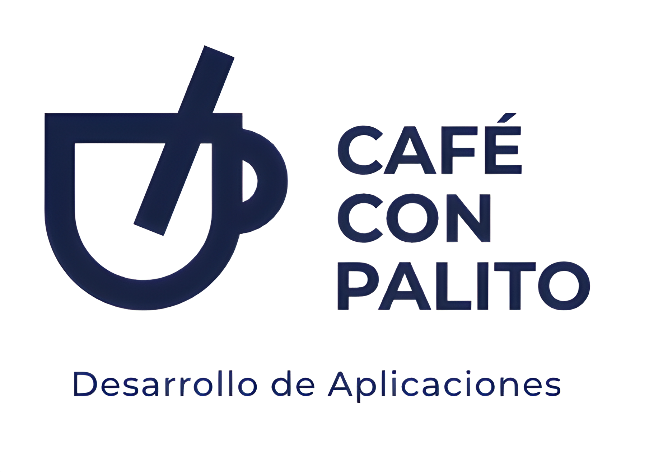 CAFÉ
CON
PALITO
Desarrollo de Aplicaciones